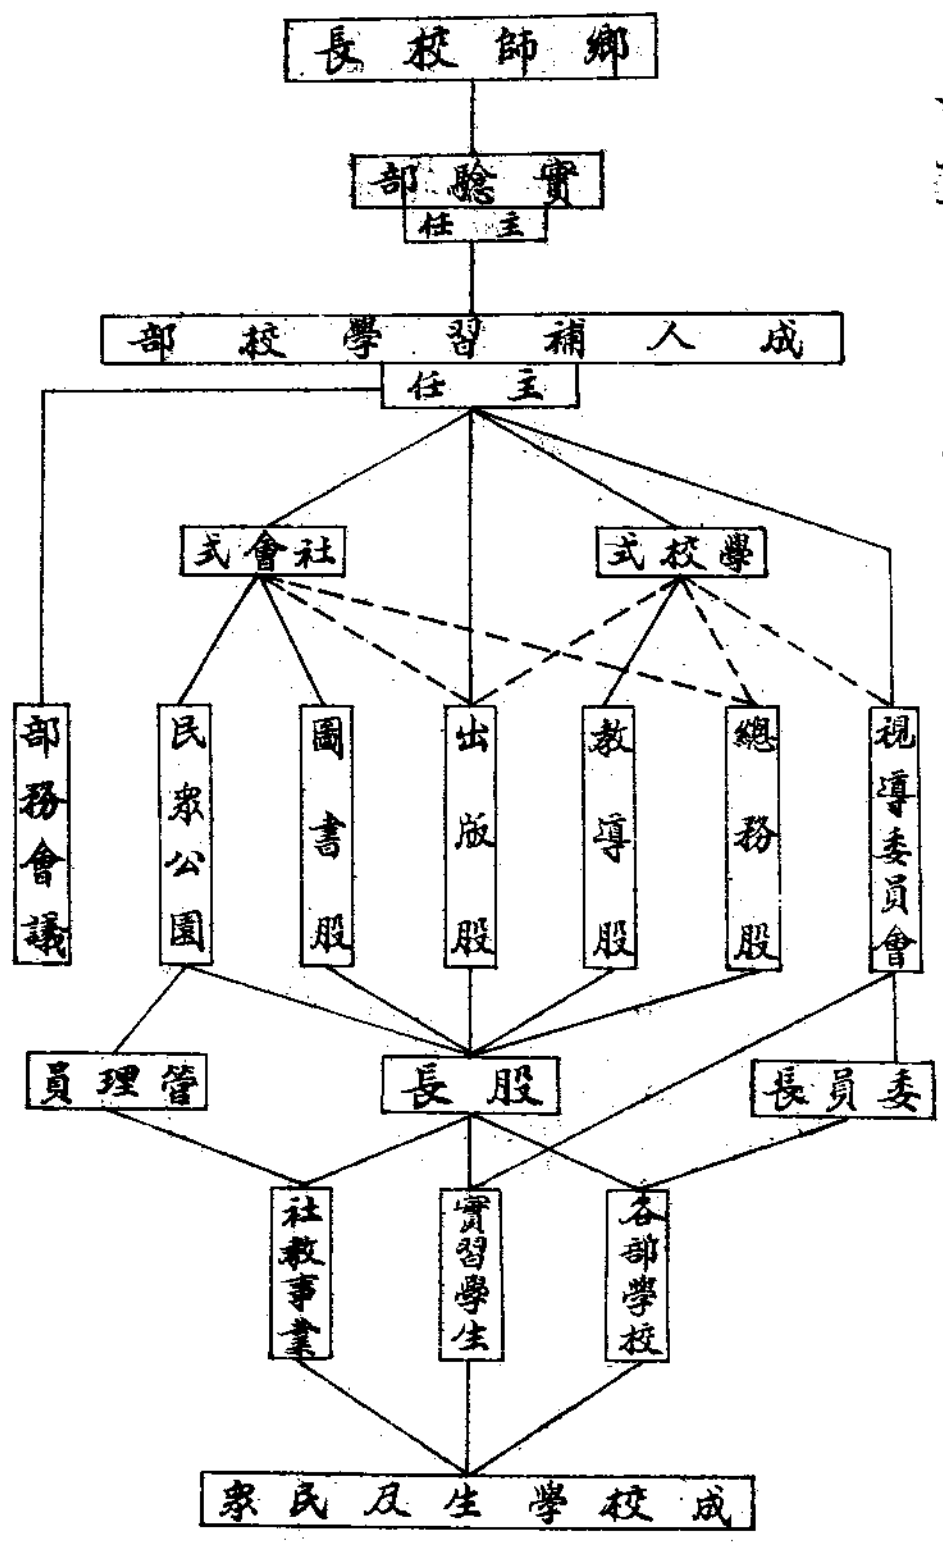 鄉師校長
實驗部
主任
成人補習學校部
主任
學校式
社會式
視導委員會
總務股
教導股
出版股
圖書股
民眾公園
部務會議
委員長
股長
管理員
各部學校
實習學生
社教事業
成校學生及民眾